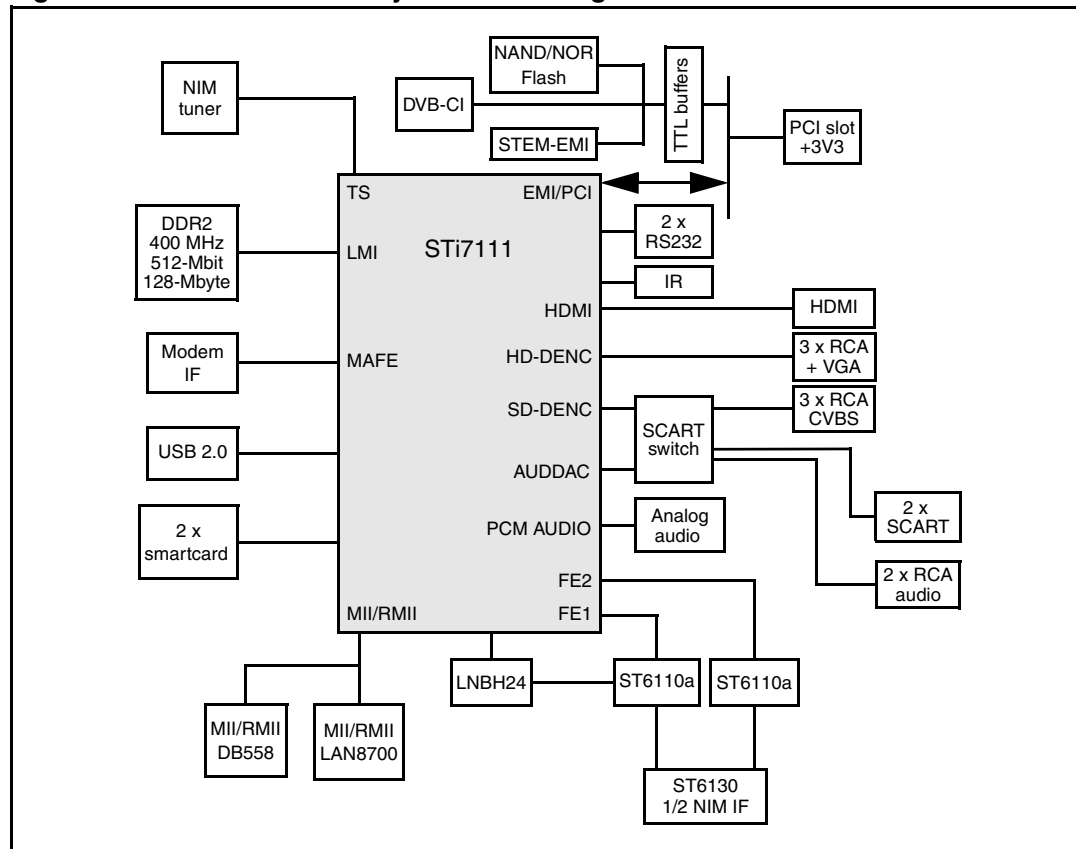 NIM
tuner
NAND/NOR
Flash
DVB-CI
STEM-EMI
TTL buffers
PCI slot
+3V3
TS
EMI/PCI
DDR2
400 MHz
512-Mbit
128-Mbyte
LMI
STi7111
2 x
RS232
IR
HDMI
HDMI
Modem
IF
MAFE
HD-DENC
3 x RCA
+ VGA
SD-DENC
SCART
switch
3 x RCA
CVBS
USB 2.0
AUDDAC
2 x
smartcard
PCM AUDIO
Analog
audio
2 x
SCART
FE2
2 x RCA
audio
MII/RMII
FE1
LNBH24
ST6110a
ST6110a
MII/RMII
DB558
MII/RMII
LAN8700
ST6130
1/2 NIM IF